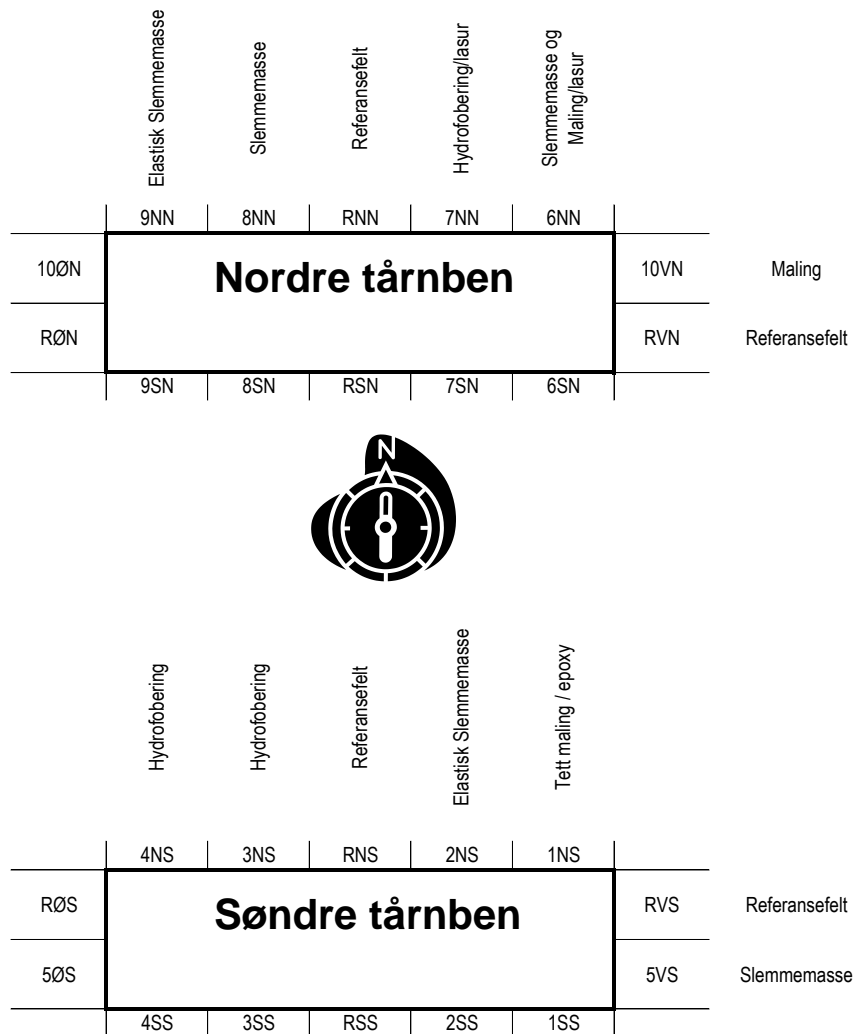 Elastisk Slemmemasse
Slemmemasse
Referansefelt
Hydrofobering/lasur
Slemmemasse og
Maling/lasur
9NN 8NN RNN 7NN 6NN
10ØN Nordre tårnben 10VN Maling
RØN RVN Referansefelt
9SN 8SN RSN 7SN 6SN
N
Hydrofobering
Hydrofobering
Referansefelt
Elastisk Slemmemasse
Tett maling / epoxy
4NS 3NS RNS 2NS 1NS
RØS Søndre tårnben RVS Referansefelt
5ØS 5VS Slemmemasse
4SS 3SS RSS 2SS 1SS